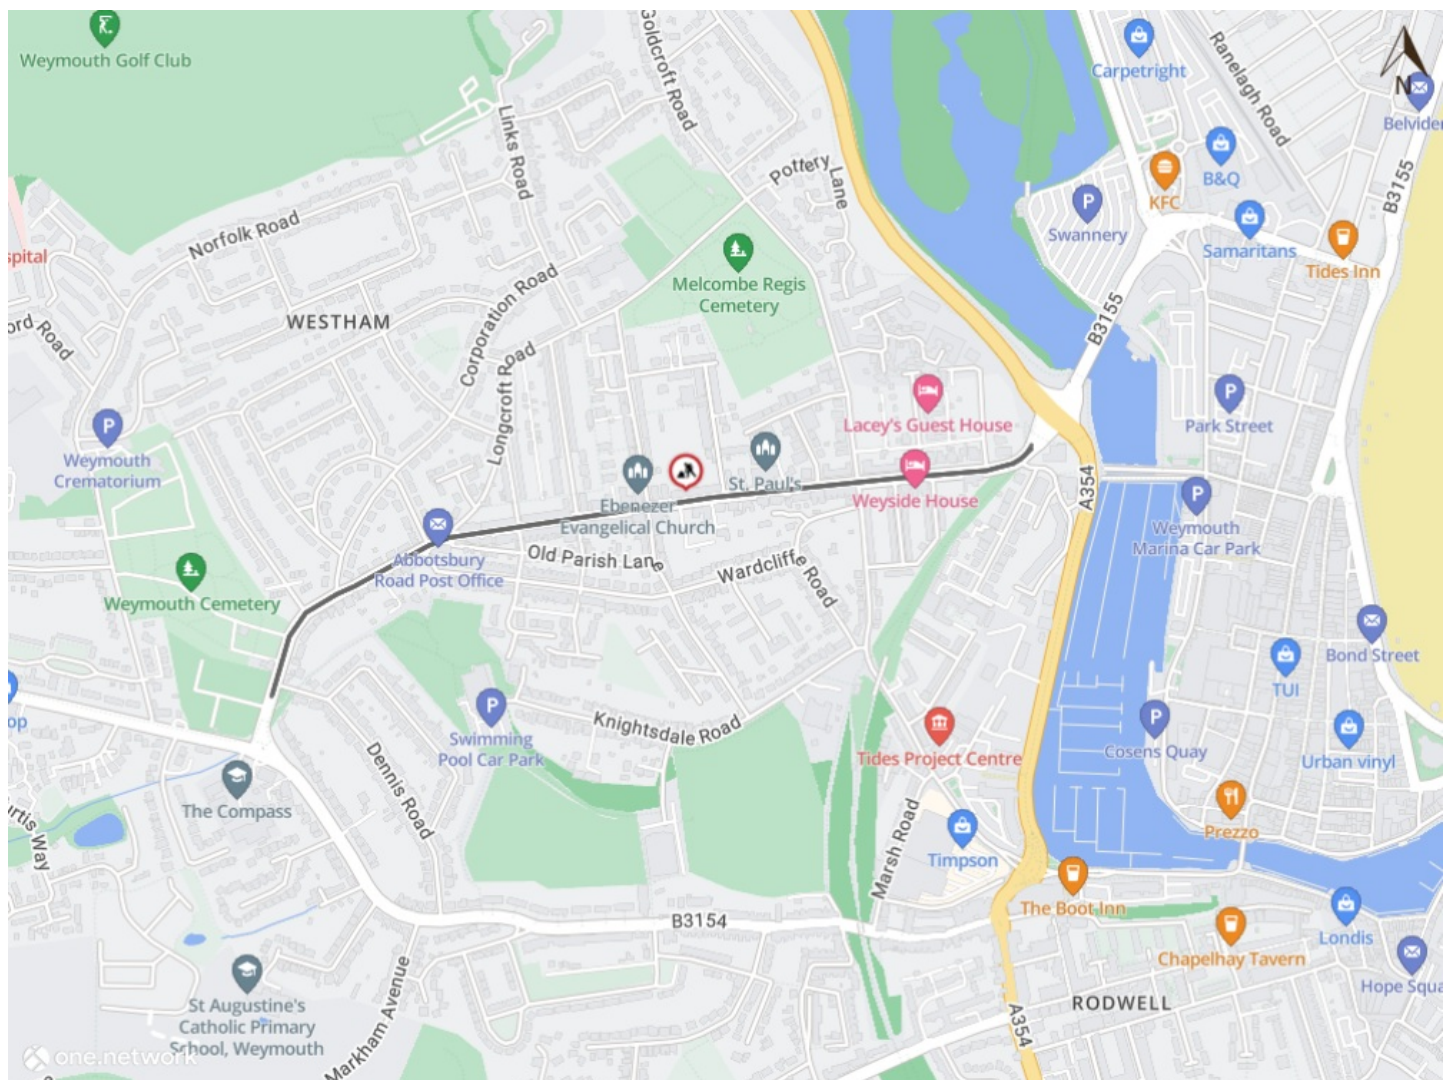 Weymouth Golf Club
Goldcroft Road
Links Road
Carpetright
Ranelagh Road
N
Belvider
B3155
Pottery Lane
B&Q
KFC
Swannery
Samaritans
Tides Inn
Norfolk Road
spital
Melcombe Regis
Cemetery
WESTHAM
ord Road
Corporation Road
B3155
Longcroft Road
Lacey's Guest House
Park Street
Weymouth
Crematorium
St. Paul's
Weyside House
A354
Ebenezer
Evangelical Church
Weymouth
Marina Car Park
Abbotsbury
Road Post Office
Old Parish Lane
Wardcliffe Road
Weymouth Cemetery
Bond Street
TUI
op
Swimming
Pool Car Park
Knightsdale Road
Tides Project Centre
Cosens Quay
Urban vinyl
Dennis Road
The Compass
urtis Way
Marsh Road
Timpson
Prezzo
The Boot Inn
B3154
Londis
Chapelhay Tavern
Hope Squa
St Augustine's
Catholic Primary
School, Weymouth
Markham Avenue
RODWELL
A354
one.network
P
P
P
P
P
P